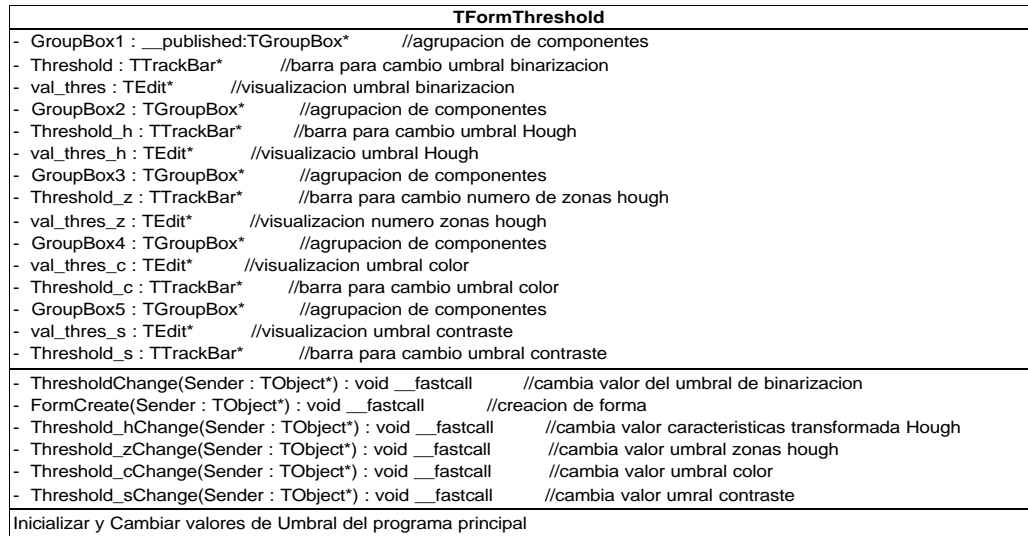 TFormThreshold
- GroupBox1 : __published:TGroupBox* //agrupacion de componentes
- Threshold : TTrackBar* //barra para cambio umbral binarizacion
- val_thres : TEdit* //visualizacion umbral binarizacion
- GroupBox2 : TGroupBox* //agrupacion de componentes
- Threshold_h : TTrackBar* //barra para cambio umbral Hough
- val_thres_h : TEdit* //visualizacio umbral Hough
- GroupBox3 : TGroupBox* //agrupacion de componentes
- Threshold_z : TTrackBar* //barra para cambio numero de zonas hough
- val_thres_z : TEdit* //visualizacion numero zonas hough
- GroupBox4 : TGroupBox* //agrupacion de componentes
- val_thres_c : TEdit* //visualizacion umbral color
- Threshold_c : TTrackBar* //barra para cambio umbral color
- GroupBox5 : TGroupBox* //agrupacion de componentes
- val_thres_s : TEdit* //visualizacion umbral contraste
- Threshold_s : TTrackBar* //barra para cambio umbral contraste
- ThresholdChange(Sender : TObject*) : void __fastcall //cambia valor del umbral de binarizacion
- FormCreate(Sender : TObject*) : void __fastcall //creacion de forma
- Threshold_hChange(Sender : TObject*) : void __fastcall //cambia valor caracteristicas transformada Hough
- Threshold_zChange(Sender : TObject*) : void __fastcall //cambia valor umbral zonas hough
- Threshold_cChange(Sender : TObject*) : void __fastcall //cambia valor umbral color
- Threshold_sChange(Sender : TObject*) : void __fastcall //cambia valor umral contraste
Inicializar y Cambiar valores de Umbral del programa principal